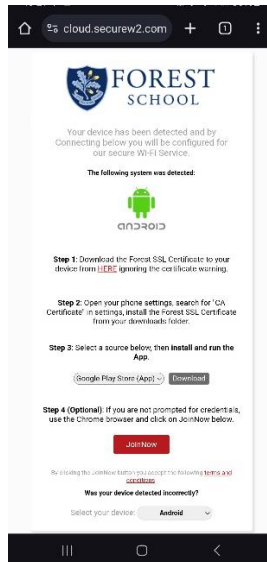 cloud.securew2.com
1
FOREST
SCHOOL
Your device has been detected and by
Connecting below you will be configured for
our secure Wi-Fi Service.
The following system was detected:
android
Step 1: Download the Forest SSL Certificate to your
device from HERE ignoring the certificate warning.
Step 2: Open your phone settings, search for "CA
Certificate" in settings, install the Forest SSL Certificate
from your downloads folder.
Step 3: Select a source below, then install and run the
App.
Google Play Store (App) Download
Step 4 (Optional): If you are not prompted for credentials,
use the Chrome browser and click on JoinNow below.
JoinNow
By clicking the JoinNow button you accept the following terms and
conditions
Was your device detected incorrectly?
Select your device: Android